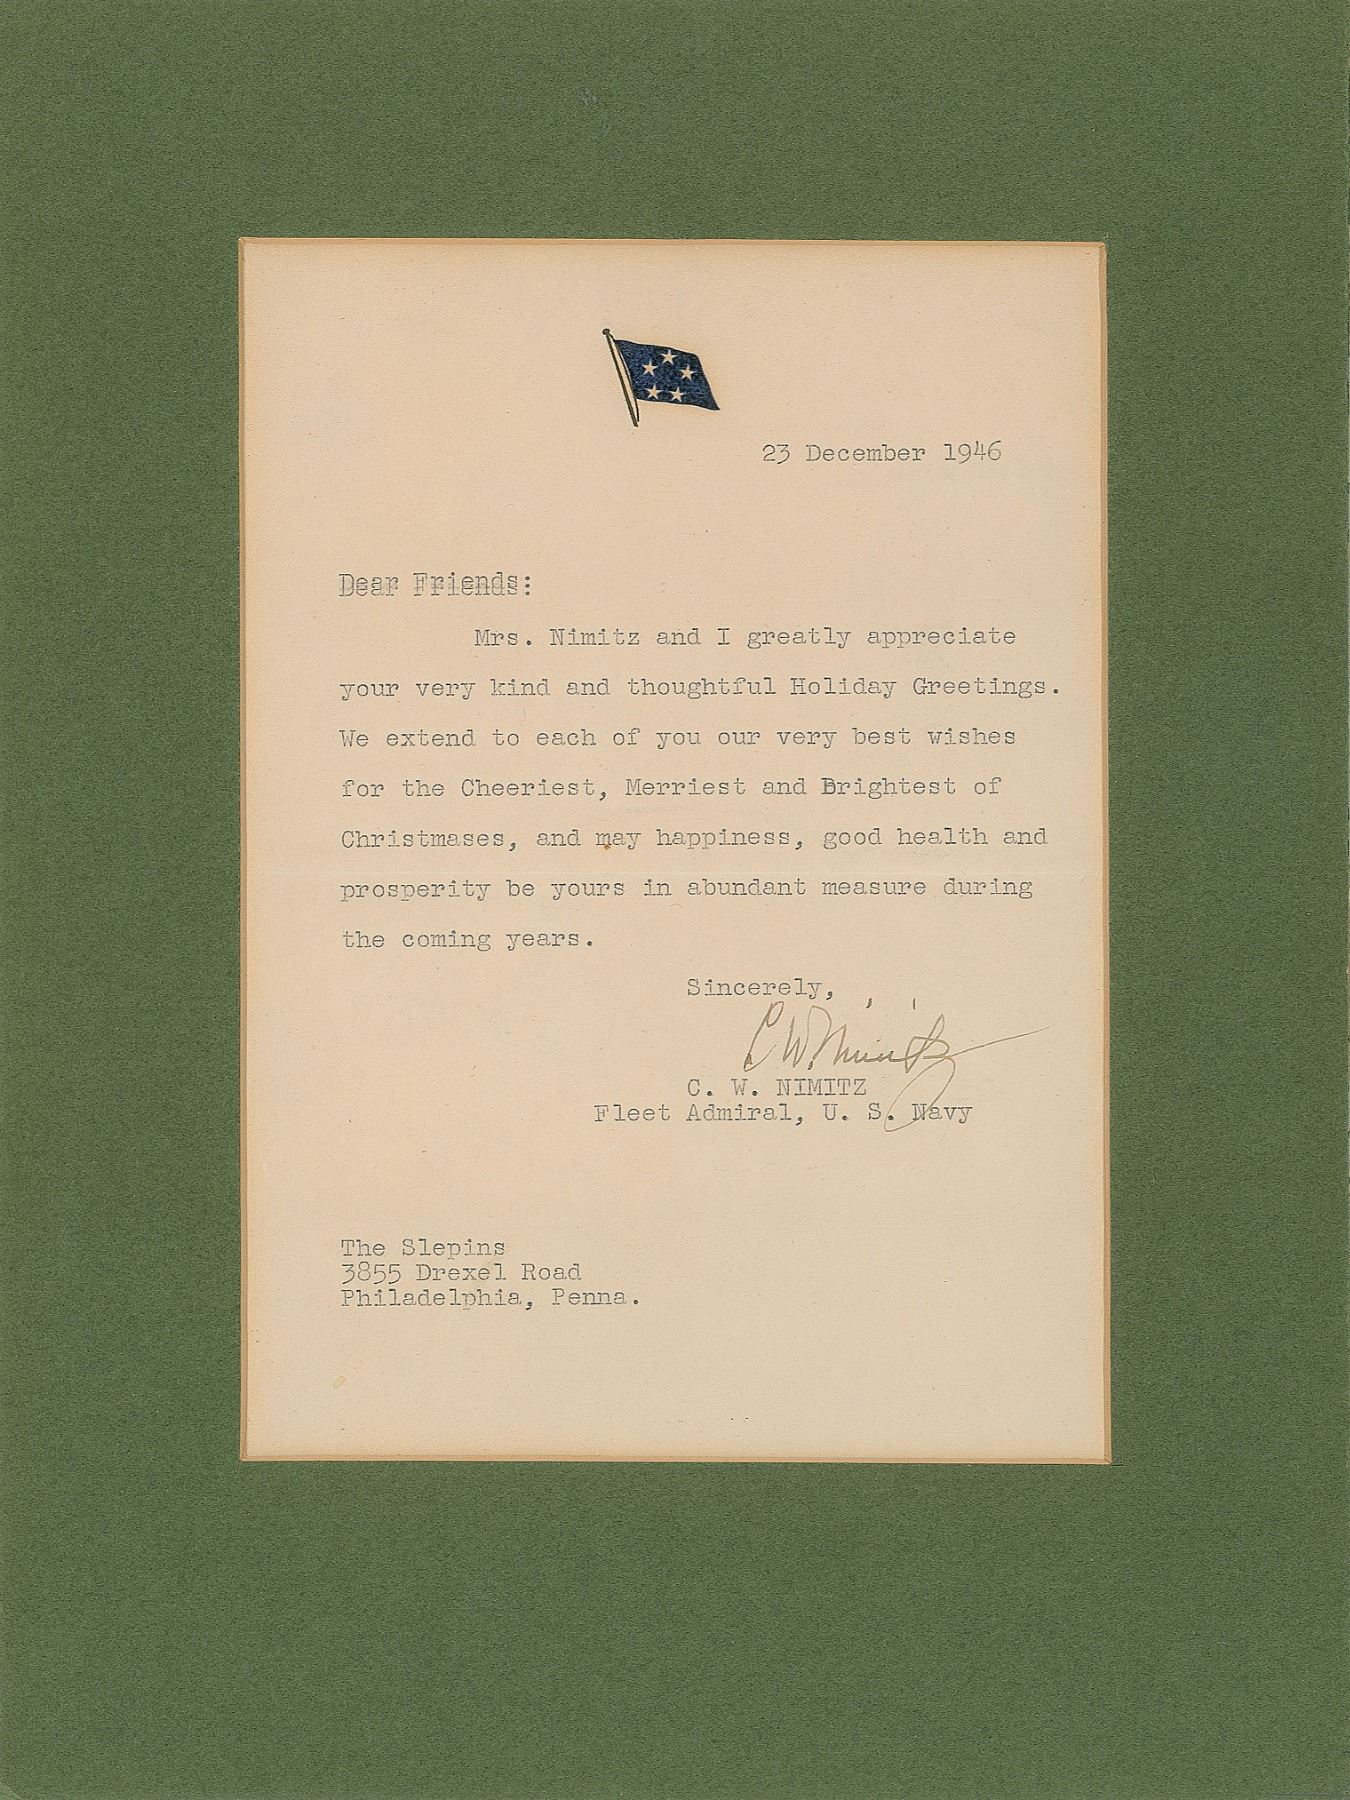 23 December 1946
Dear Friends:
Mrs. Nimitz and I greatly appreciate
your very kind and thoughtful Holiday Greetings.
We extend to each of you our very best wishes
for the Cheeriest, Merriest and Brightest of
Christmases, and may happiness, good health and
prosperity be yours in abundant measure during
the coming years.
Sincerely,
C. W. Nimitz
C. W. NIMITZ
Fleet Admiral, U. S. Navy
The Slepins
3855 Drexel Road
Philadelphia, Penna.